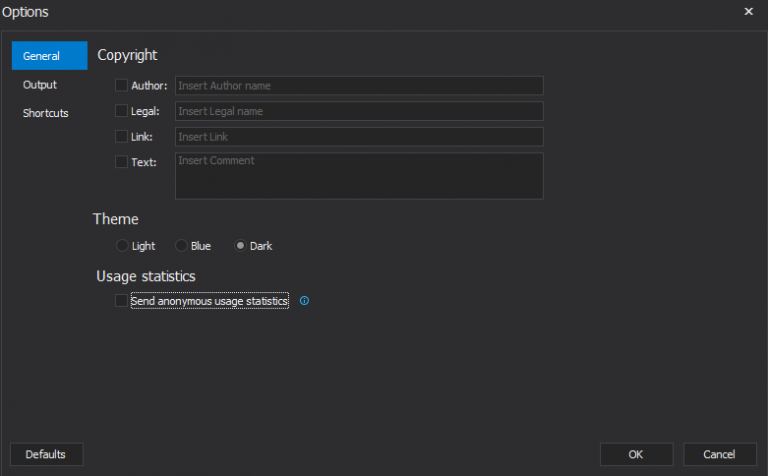 Options
General
Output
Shortcuts
Copyright
Author: Insert Author name
Legal: Insert Legal name
Link: Insert Link
Text: Insert Comment
Theme
Light Blue Dark
Usage statistics
Send anonymous usage statistics
Defaults OK Cancel